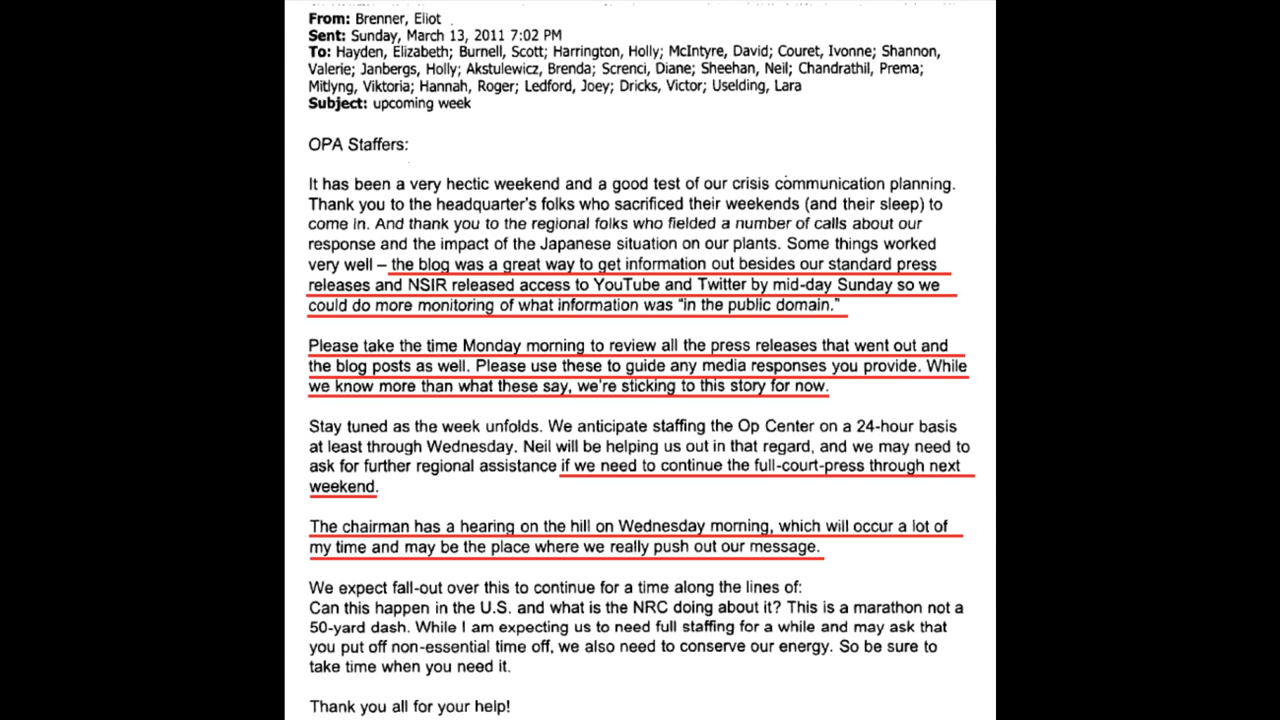 From: Brenner, Eliot
Sent: Sunday, March 13, 2011 7:02 PM
To: Hayden, Elizabeth; Burnell, Scott; Harrington, Holly; McIntyre, David; Couret, Ivonne; Shannon,
Valerie; Janbergs, Holly; Akstulewicz, Brenda; Screnci, Diane; Sheehan, Neil; Chandrathil, Prema;
Mitlyng, Viktoria; Hannah, Roger; Ledford, Joey; Dricks, Victor; Uselding, Lara
Subject: upcoming week
OPA Staffers:
It has been a very hectic weekend and a good test of our crisis communication planning.
Thank you to the headquarter's folks who sacrificed their weekends (and their sleep) to
come in. And thank you to the regional folks who fielded a number of calls about our
response and the impact of the Japanese situation on our plants. Some things worked
very well – the blog was a great way to get information out besides our standard press
releases and NSIR released access to YouTube and Twitter by mid-day Sunday so we
could do more monitoring of what information was “in the public domain.”
Please take the time Monday morning to review all the press releases that went out and
the blog posts as well. Please use these to guide any media responses you provide. While
we know more than what these say, we're sticking to this story for now.
Stay tuned as the week unfolds. We anticipate staffing the Op Center on a 24-hour basis
at least through Wednesday. Neil will be helping us out in that regard, and we may need to
ask for further regional assistance if we need to continue the full-court-press through next
weekend.
The chairman has a hearing on the hill on Wednesday morning, which will occur a lot of
my time and may be the place where we really push out our message.
We expect fall-out over this to continue for a time along the lines of:
Can this happen in the U.S. and what is the NRC doing about it? This is a marathon not a
50-yard dash. While I am expecting us to need full staffing for a while and may ask that
you put off non-essential time off, we also need to conserve our energy. So be sure to
take time when you need it.
Thank you all for your help!